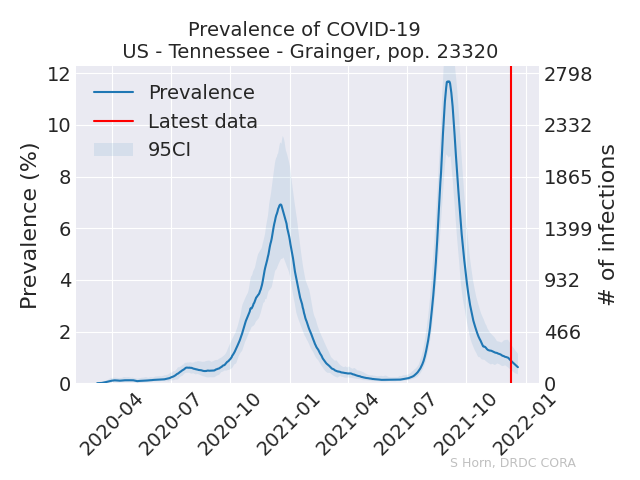 Prevalence of COVID-19
US - Tennessee - Grainger, pop. 23320
Prevalence
Latest data
95CI
Prevalence (%)
12
10
8
6
4
2
0
2798
2332
1865
1399
932
466
0
# of infections
2020-04
2020-07
2020-10
2021-01
2021-04
2021-07
2021-10
2022-01
S Horn, DRDC CORA